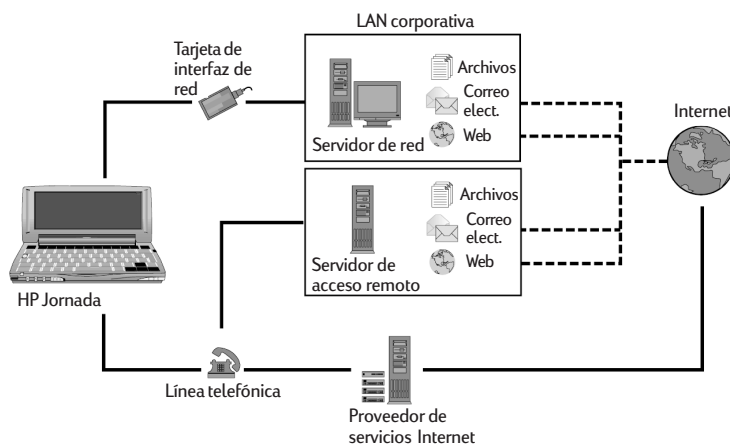 LAN corporativa
Tarjeta de
interfaz de
red
Archivos
Correo
elect.
Web
Servidor de red
Internet
Archivos
Correo
elect.
Web
Servidor de
acceso remoto
HP Jornada
Línea telefónica
Proveedor de
servicios Internet